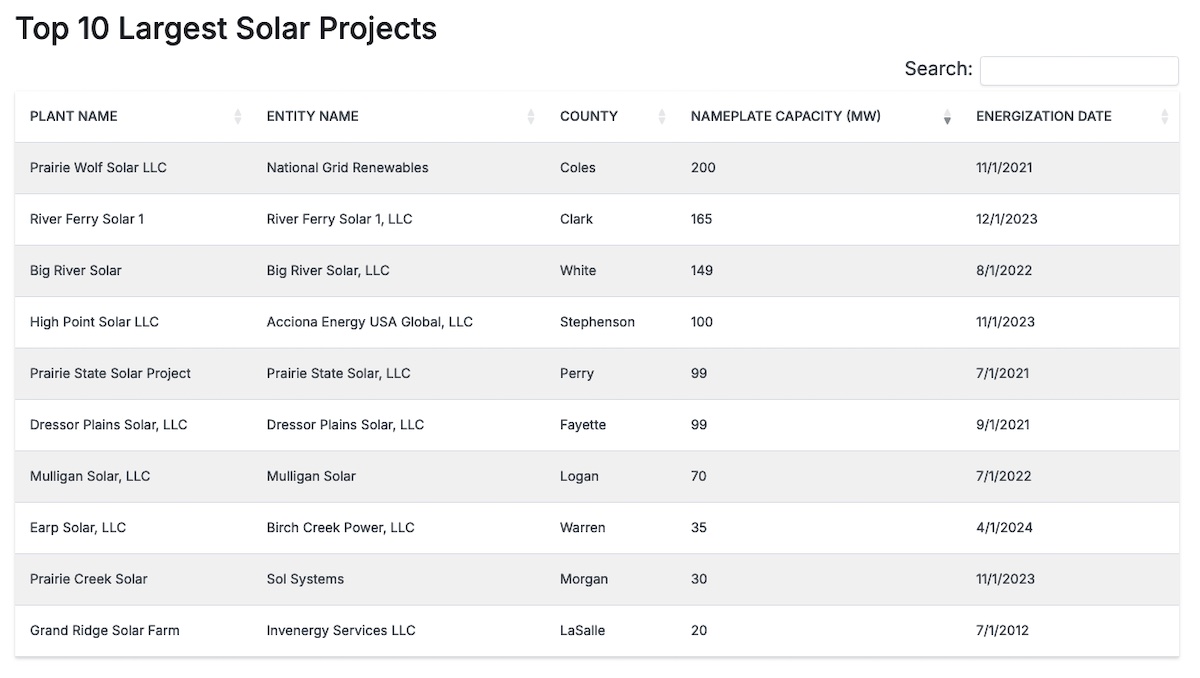 Top 10 Largest Solar Projects
Search:
PLANT NAME ENTITY NAME COUNTY NAMEPLATE CAPACITY (MW) ENERGIZATION DATE
Prairie Wolf Solar LLC National Grid Renewables Coles 200 11/1/2021
River Ferry Solar 1 River Ferry Solar 1, LLC Clark 165 12/1/2023
Big River Solar Big River Solar, LLC White 149 8/1/2022
High Point Solar LLC Acciona Energy USA Global, LLC Stephenson 100 11/1/2023
Prairie State Solar Project Prairie State Solar, LLC Perry 99 7/1/2021
Dressor Plains Solar, LLC Dressor Plains Solar, LLC Fayette 99 9/1/2021
Mulligan Solar, LLC Mulligan Solar Logan 70 7/1/2022
Earp Solar, LLC Birch Creek Power, LLC Warren 35 4/1/2024
Prairie Creek Solar Sol Systems Morgan 30 11/1/2023
Grand Ridge Solar Farm Invenergy Services LLC LaSalle 20 7/1/2012